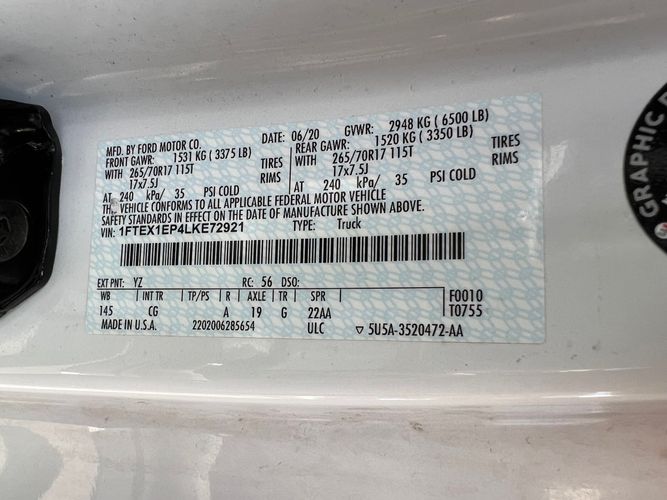 MFD. BY FORD MOTOR CO.
DATE: 06/20 GVWR: 2948 KG ( 6500 LB)
FRONT GAWR: 1531 KG ( 3375 LB) REAR GAWR: 1520 KG ( 3350 LB)
WITH 265/70R17 115T TIRES WITH 265/70R17 115T TIRES
17x7.5J RIMS 17x7.5J RIMS
AT 240 kPa/ 35 PSI COLD AT 240 kPa/ 35 PSI COLD
THIS VEHICLE CONFORMS TO ALL APPLICABLE FEDERAL MOTOR VEHICLE
SAFETY STANDARDS IN EFFECT ON THE DATE OF MANUFACTURE SHOWN ABOVE.
VIN: 1FTEX1EP4LKE72921 TYPE: Truck
EXT PNT: YZ RC: 56 DSO:
WB INT TR TP/PS R AXLE TR SPR F0010
145 CG A 19 G 22AA T0755
MADE IN U.S.A. 2202006285654 ULC ▽ 5U5A-3520472-AA
GRAPHIC